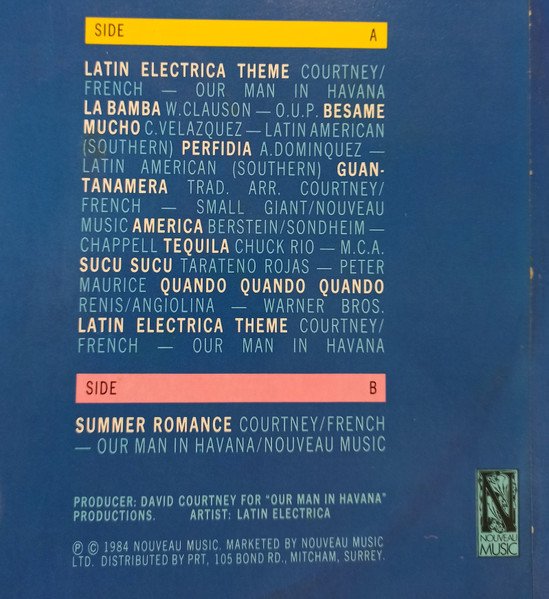 SIDE A
LATIN ELECTRICA THEME COURTNEY/
FRENCH — OUR MAN IN HAVANA
LA BAMBA W.CLAUSON — O.U.P. BESAME
MUCHO C.VELAZQUEZ — LATIN AMERICAN
(SOUTHERN) PERFIDIA A.DOMINQUEZ —
LATIN AMERICAN (SOUTHERN) GUAN-
TANAMERA TRAD. ARR. COURTNEY/
FRENCH — SMALL GIANT/NOUVEAU
MUSIC AMERICA BERSTEIN/SONDHEIM —
CHAPPELL TEQUILA CHUCK RIO — M.C.A.
SUCU SUCU TARATENO ROJAS — PETER
MAURICE QUANDO QUANDO QUANDO
RENIS/ANGIOLINA — WARNER BROS.
LATIN ELECTRICA THEME COURTNEY/
FRENCH — OUR MAN IN HAVANA
SIDE B
SUMMER ROMANCE COURTNEY/FRENCH
— OUR MAN IN HAVANA/NOUVEAU MUSIC
PRODUCER: DAVID COURTNEY FOR "OUR MAN IN HAVANA"
PRODUCTIONS. ARTIST: LATIN ELECTRICA
℗ © 1984 NOUVEAU MUSIC. MARKETED BY NOUVEAU MUSIC
LTD. DISTRIBUTED BY PRT, 105 BOND RD., MITCHAM, SURREY.
N
NOUVEAU
MUSIC